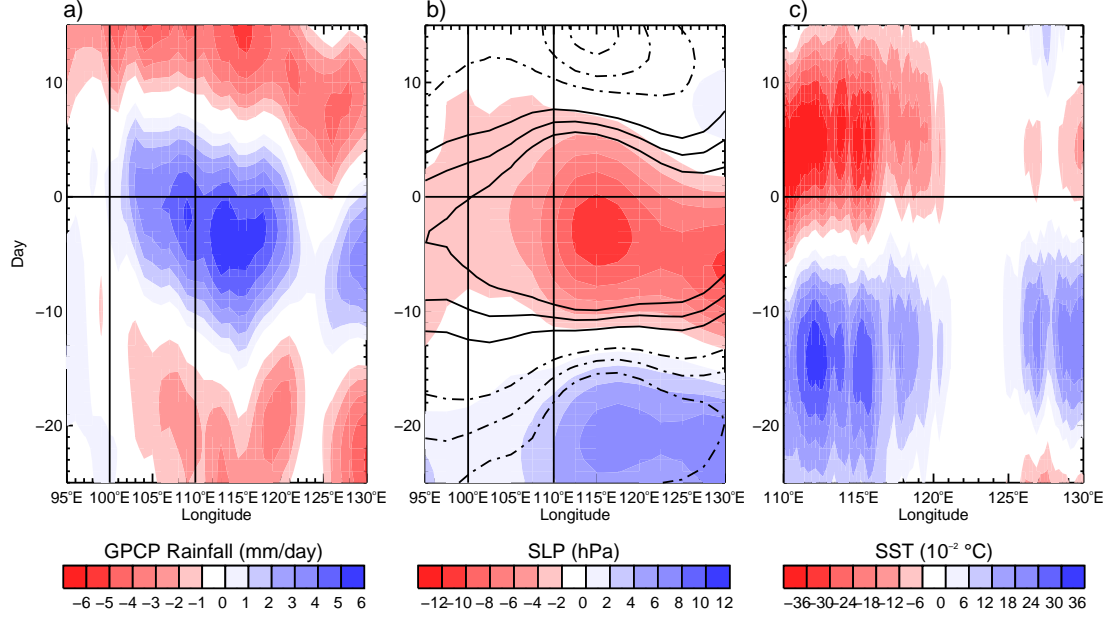 a) b) c)
10 10 10
0 0 0
Day
−10 −10 −10
−20 −20 −20
95°E 100°E 105°E 110°E 115°E 120°E 130°E 95°E 100°E 105°E 110°E 115°E 120°E 130°E 110°E 115°E 120°E 130°E
Longitude Longitude Longitude
GPCP Rainfall (mm/day) SLP (hPa) SST (10⁻² °C)
−6 −5 −4 −3 −2 −1 0 1 2 3 4 5 6 −12 −10 −8 −6 −4 −2 0 2 4 6 8 10 12 −36 −30 −24 −18 −12 −6 0 6 12 18 24 30 36